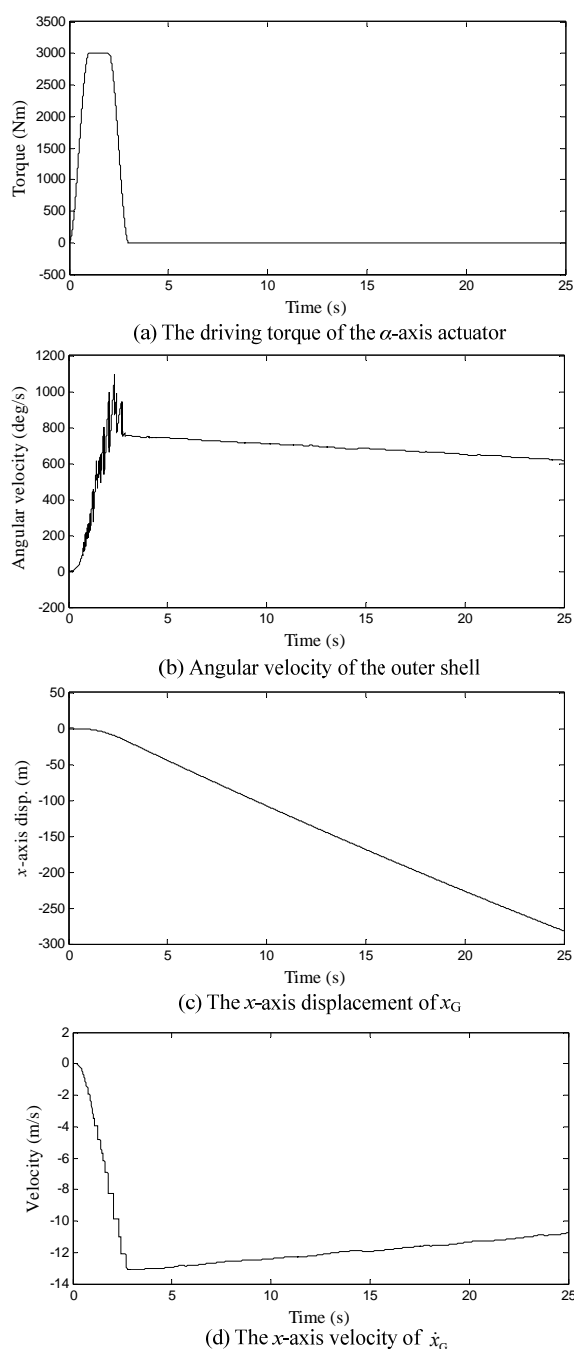 3500
3000
2500
2000
1500
1000
500
0
-500
Torque (Nm)
0 5 10 15 20 25
Time (s)
(a) The driving torque of the α-axis actuator
1200
1000
800
600
400
200
0
-200
Angular velocity (deg/s)
0 5 10 15 20 25
Time (s)
(b) Angular velocity of the outer shell
50
0
-50
-100
-150
-200
-250
-300
x-axis disp. (m)
0 5 10 15 20 25
Time (s)
(c) The x-axis displacement of x_G
2
0
-2
-4
-6
-8
-10
-12
-14
Velocity (m/s)
0 5 10 15 20 25
Time (s)
(d) The x-axis velocity of ẋ_G